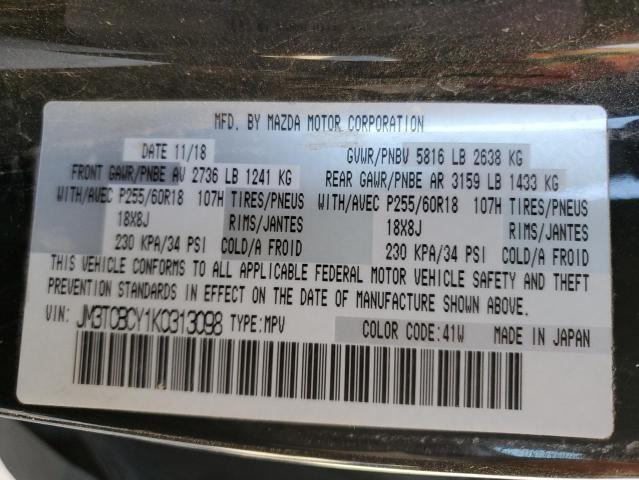 MFD. BY MAZDA MOTOR CORPORATION
DATE 11/18 GVWR/PNBV 5816 LB 2638 KG
FRONT GAWR/PNBE AV 2736 LB 1241 KG REAR GAWR/PNBE AR 3159 LB 1433 KG
WITH/AVEC P255/60R18 107H TIRES/PNEUS WITH/AVEC P255/60R18 107H TIRES/PNEUS
18X8J RIMS/JANTES 18X8J RIMS/JANTES
230 KPA/34 PSI COLD/A FROID 230 KPA/34 PSI COLD/A FROID
THIS VEHICLE CONFORMS TO ALL APPLICABLE FEDERAL MOTOR VEHICLE SAFETY AND THEFT
PREVENTION STANDARDS IN EFFECT ON THE DATE OF MANUFACTURE SHOWN ABOVE.
VIN: JM3TCBCY1K0313098 TYPE: MPV COLOR CODE: 41W MADE IN JAPAN